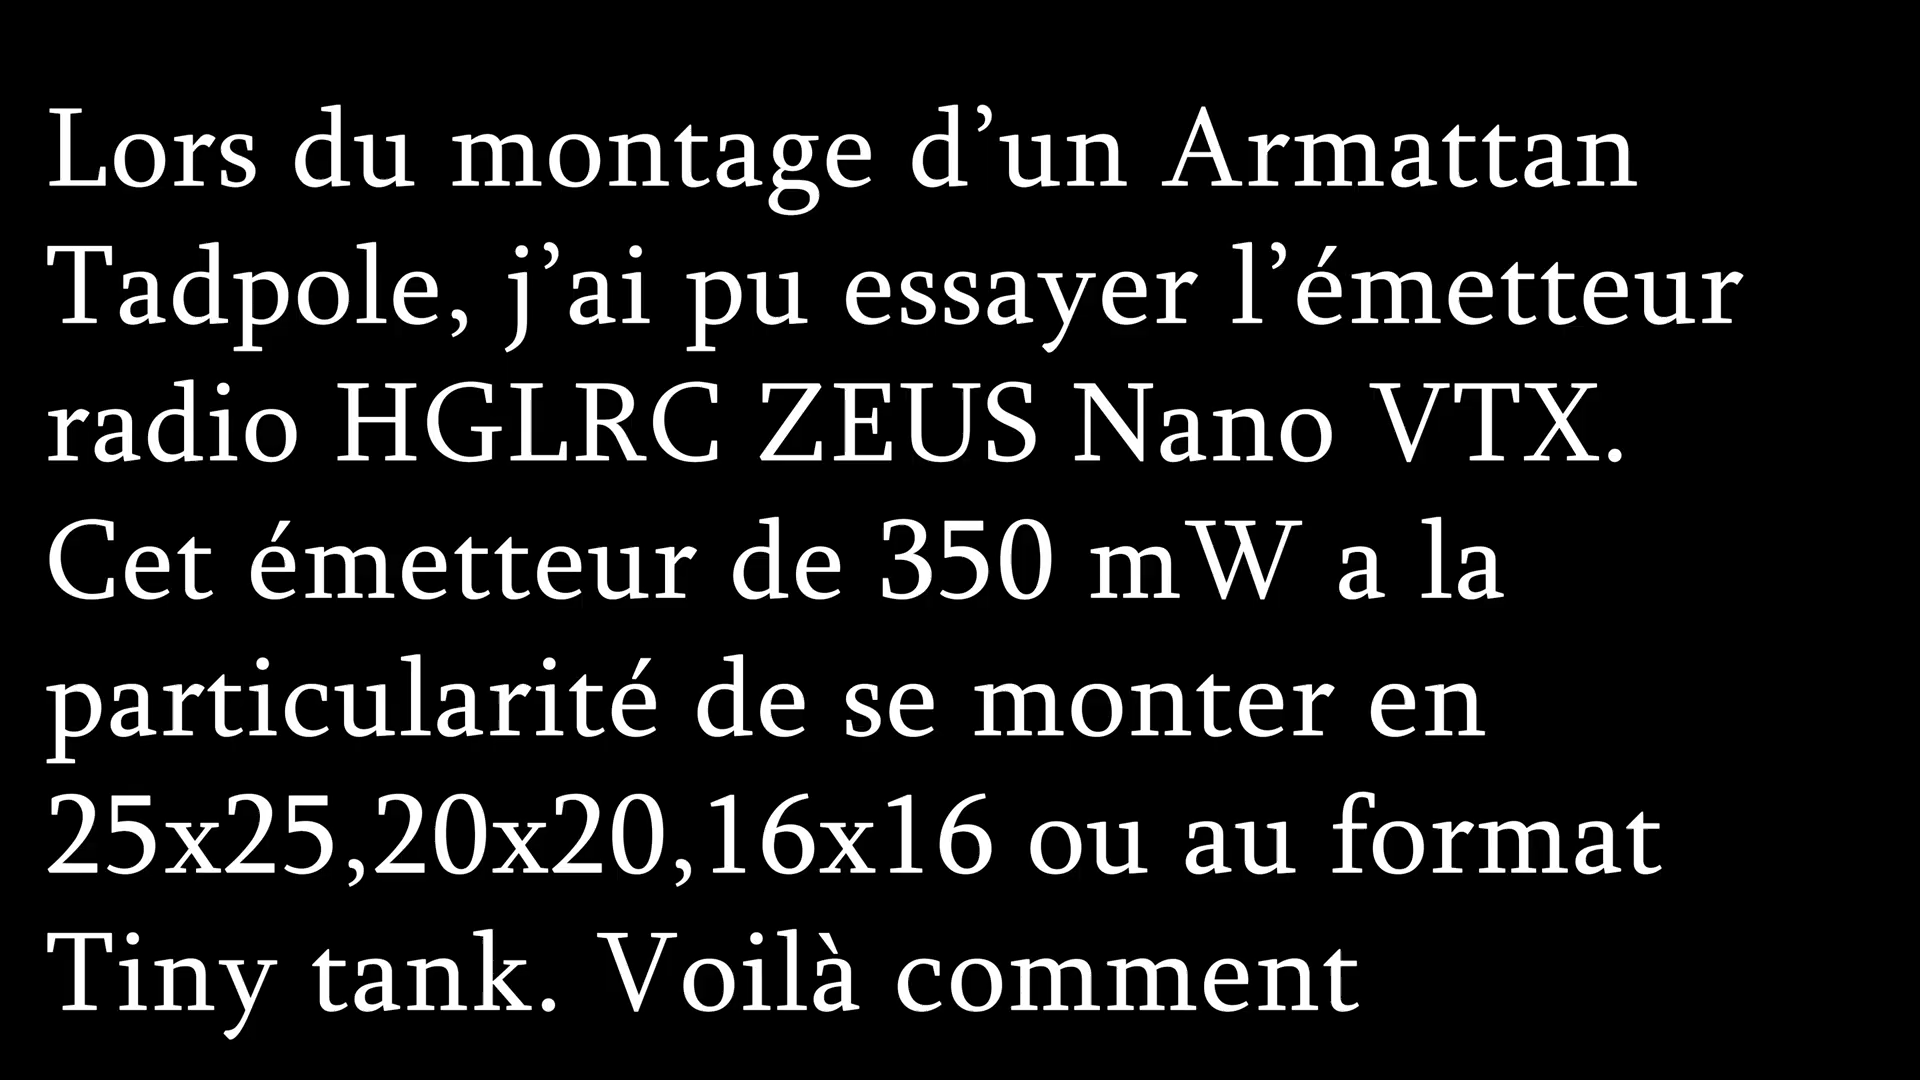 Lors du montage d’un Armattan
Tadpole, j’ai pu essayer l’émetteur
radio HGLRC ZEUS Nano VTX.
Cet émetteur de 350 mW a la
particularité de se monter en
25x25,20x20,16x16 ou au format
Tiny tank. Voilà comment